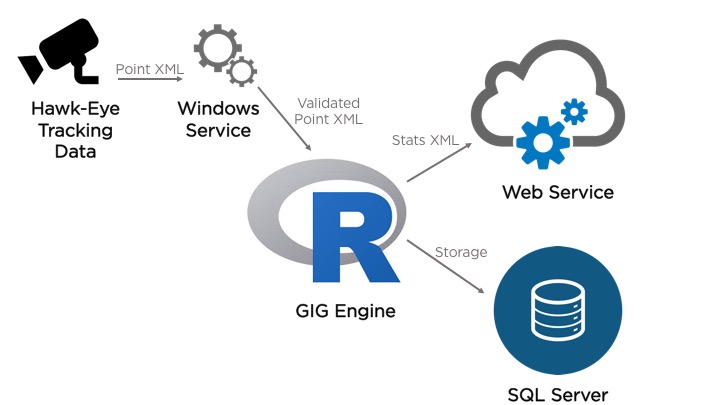 Point XML
Hawk-Eye
Tracking
Data
Windows
Service
Validated
Point XML
Stats XML
Web Service
R
GIG Engine
Storage
SQL Server